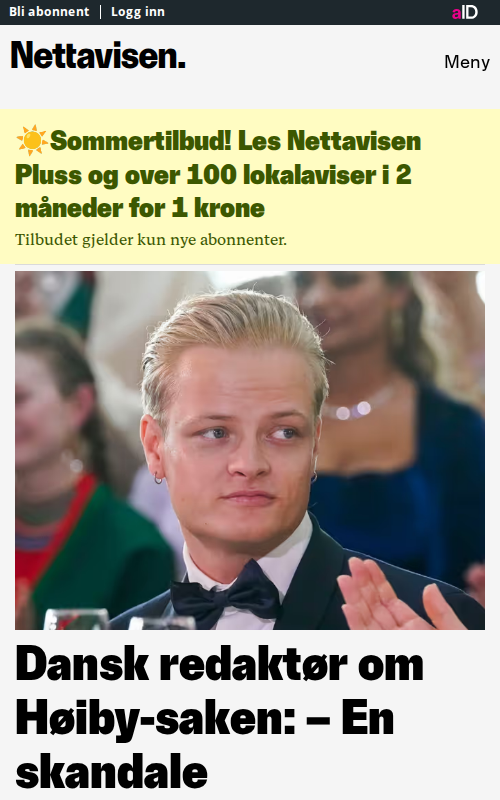 Bli abonnent | Logg inn
aID
Nettavisen.
Meny
☀️Sommertilbud! Les Nettavisen
Pluss og over 100 lokalaviser i 2
måneder for 1 krone
Tilbudet gjelder kun nye abonnenter.
Dansk redaktør om
Høiby-saken: – En
skandale